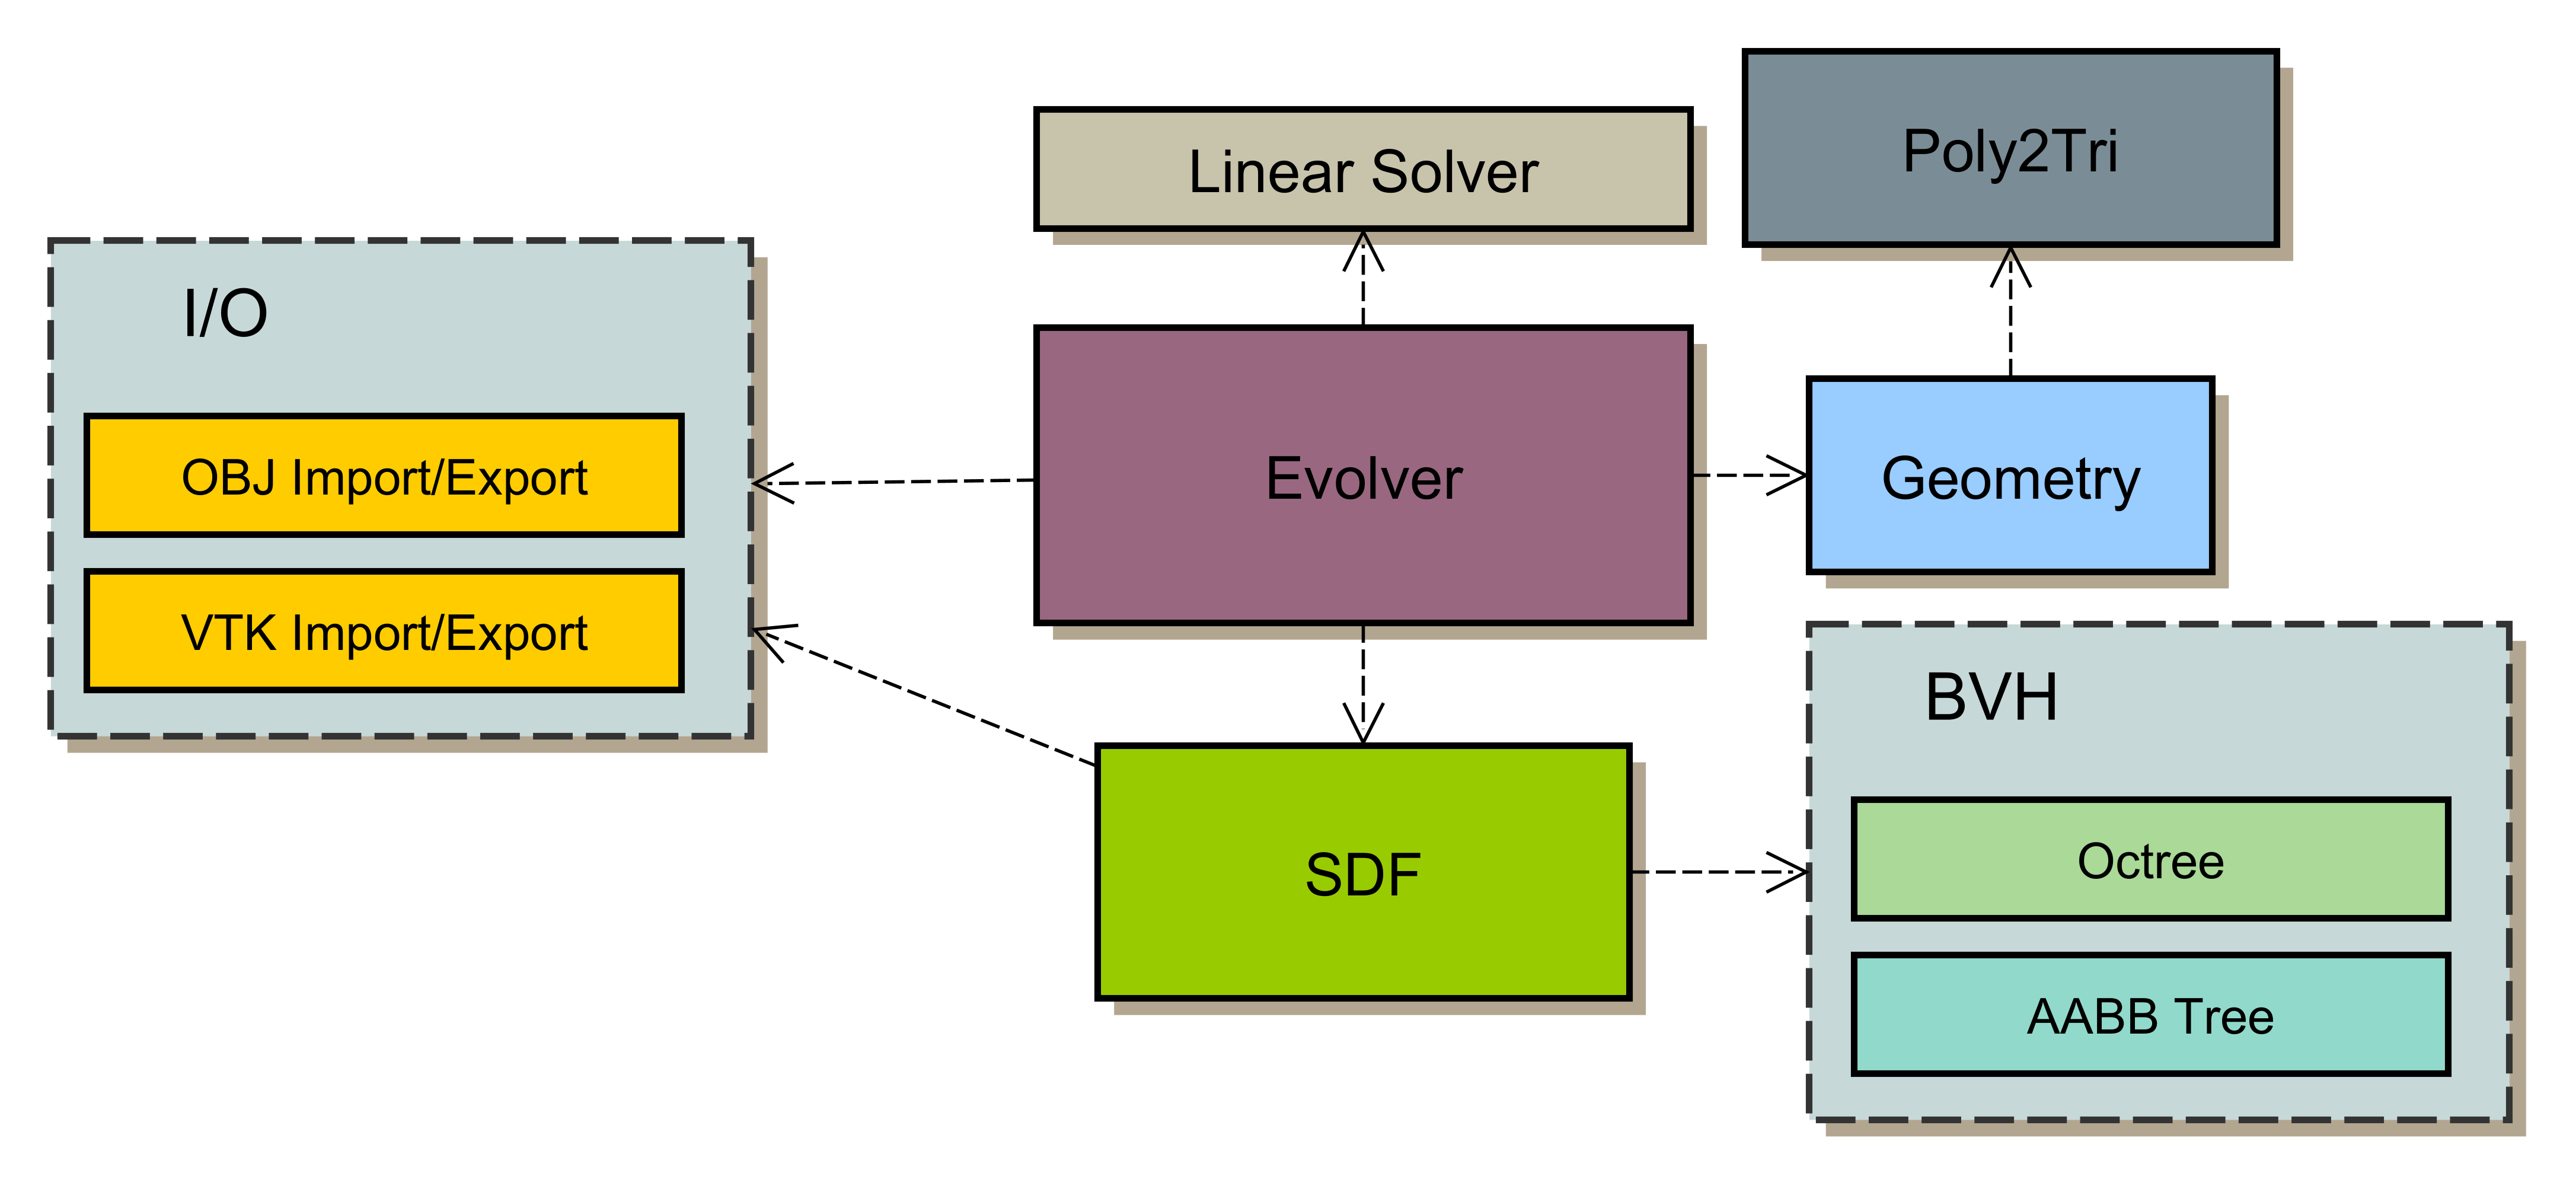 Poly2Tri
Linear Solver
I/O
OBJ Import/Export
VTK Import/Export
Evolver
Geometry
SDF
BVH
Octree
AABB Tree